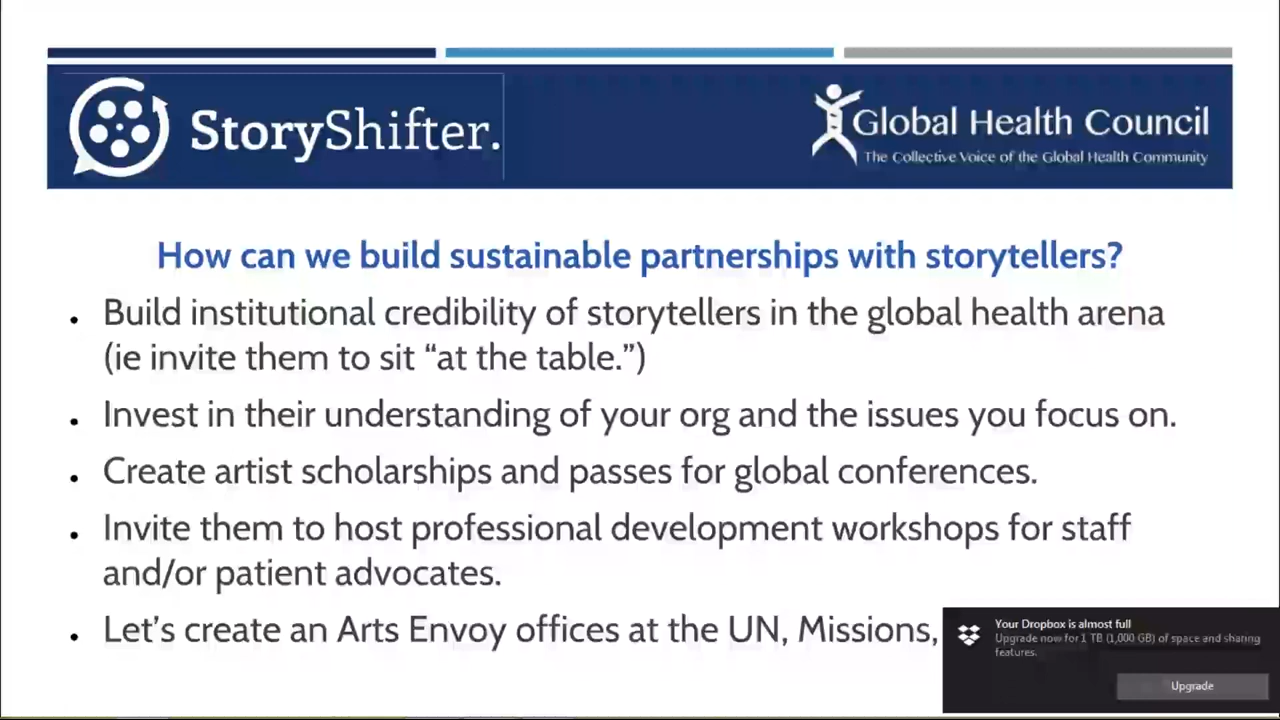 StoryShifter.
Global Health Council
The Collective Voice of the Global Health Community
How can we build sustainable partnerships with storytellers?
Build institutional credibility of storytellers in the global health arena
(ie invite them to sit “at the table.”)
Invest in their understanding of your org and the issues you focus on.
Create artist scholarships and passes for global conferences.
Invite them to host professional development workshops for staff
and/or patient advocates.
Let’s create an Arts Envoy offices at the UN, Missions,
Your Dropbox is almost full
Upgrade now for 1 TB (1,000 GB) of space and sharing
features.
Upgrade